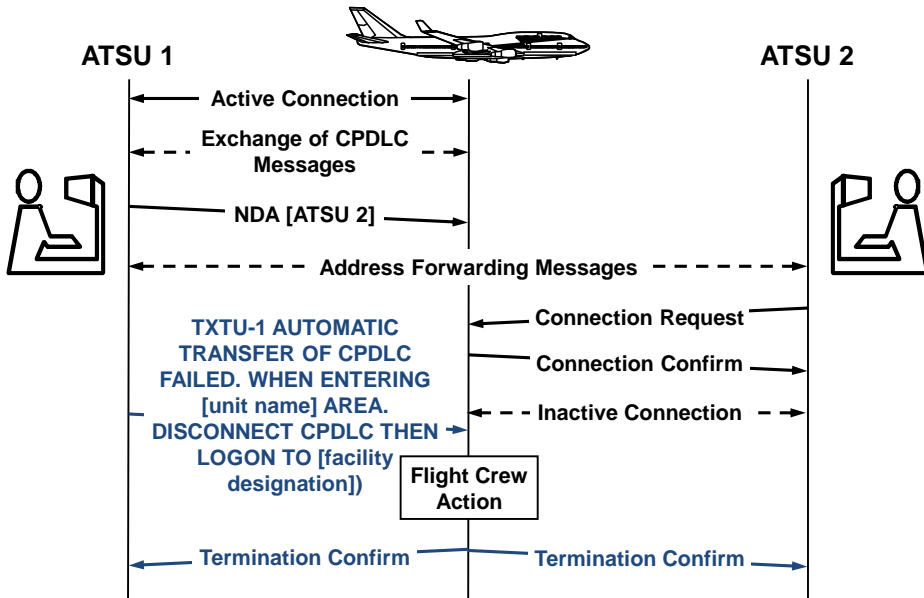 ATSU 1
ATSU 2
Active Connection
Exchange of CPDLC
Messages
NDA [ATSU 2]
Address Forwarding Messages
Connection Request
TXTU-1 AUTOMATIC
TRANSFER OF CPDLC
FAILED. WHEN ENTERING
[unit name] AREA.
DISCONNECT CPDLC THEN
LOGON TO [facility
designation])
Connection Confirm
Inactive Connection
Flight Crew
Action
Termination Confirm
Termination Confirm